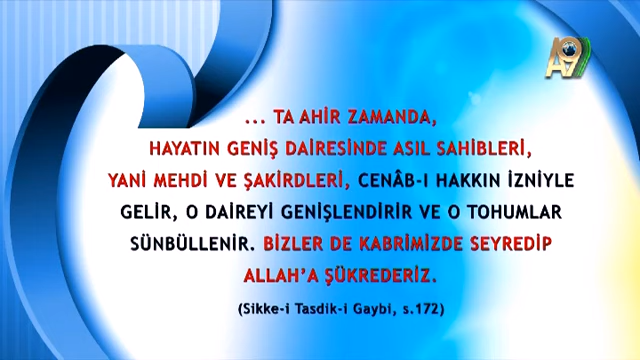 A9
... TA AHİR ZAMANDA,
HAYATIN GENİŞ DAİRESİNDE ASIL SAHİBLERİ,
YANİ MEHDİ VE ŞAKİRDLERİ, CENÂB-I HAKKIN İZNİYLE
GELİR, O DAİREYİ GENİŞLENDİRİR VE O TOHUMLAR
SÜNBÜLLENİR. BİZLER DE KABRİMİZDE SEYREDİP
ALLAH’A ŞÜKREDERİZ.
(Sikke-i Tasdik-i Gaybi, s.172)